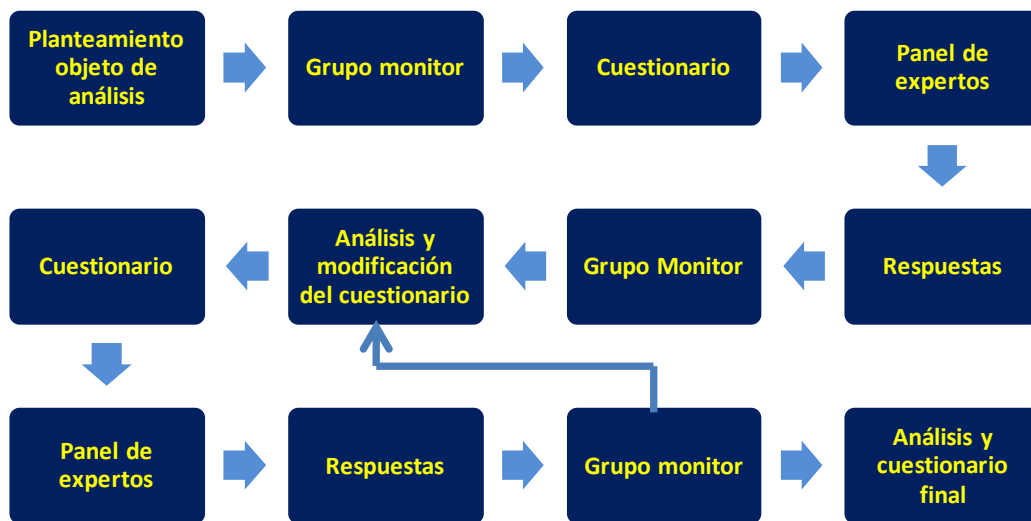 Planteamiento
objeto de
análisis
Grupo monitor
Cuestionario
Panel de
expertos
Cuestionario
Análisis y
modificación
del cuestionario
Grupo Monitor
Respuestas
Panel de
expertos
Respuestas
Grupo monitor
Análisis y
cuestionario
final